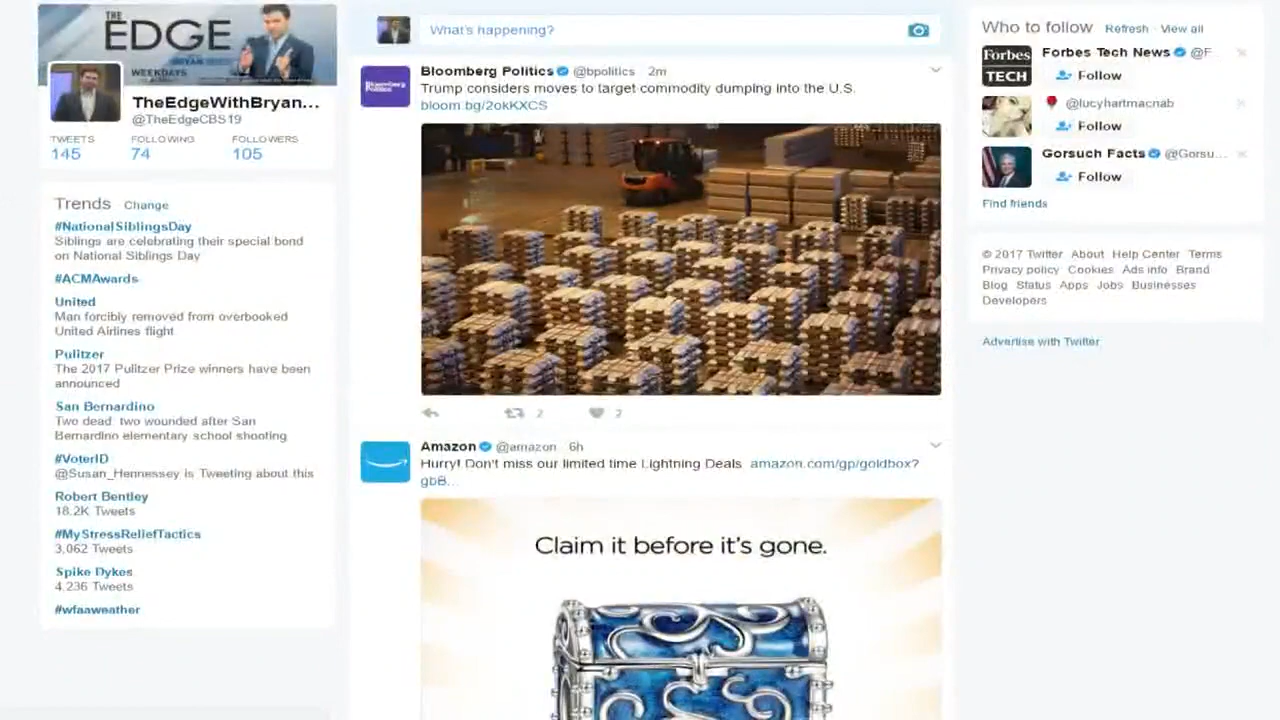 THE
EDGE
WEEKDAYS
TheEdgeWithBryan...
@TheEdgeCBS19
TWEETS FOLLOWING FOLLOWERS
145 74 105
Trends Change
#NationalSiblingsDay
Siblings are celebrating their special bond
on National Siblings Day
#ACMAwards
United
Man forcibly removed from overbooked
United Airlines flight
Pulitzer
The 2017 Pulitzer Prize winners have been
announced
San Bernardino
Two dead, two wounded after San
Bernardino elementary school shooting
#VoterID
@Susan_Hennessey is Tweeting about this
Robert Bentley
18.2K Tweets
#MyStressReliefTactics
3,062 Tweets
Spike Dykes
4,236 Tweets
#wfaaweather
What's happening?
Bloomberg Politics
Bloomberg Politics @bpolitics 2m
Trump considers moves to target commodity dumping into the U.S.
bloom.bg/2okKXCS
2 2
Amazon @amazon 6h
Hurry! Don't miss our limited time Lightning Deals amazon.com/gp/goldbox?
gbB...
Claim it before it's gone.
Who to follow Refresh · View all
Forbes
TECH
Forbes Tech News @F...
Follow
@lucyhartmacnab
Follow
Gorsuch Facts @Gorsu...
Follow
Find friends
© 2017 Twitter About Help Center Terms
Privacy policy Cookies Ads info Brand
Blog Status Apps Jobs Businesses
Developers
Advertise with Twitter